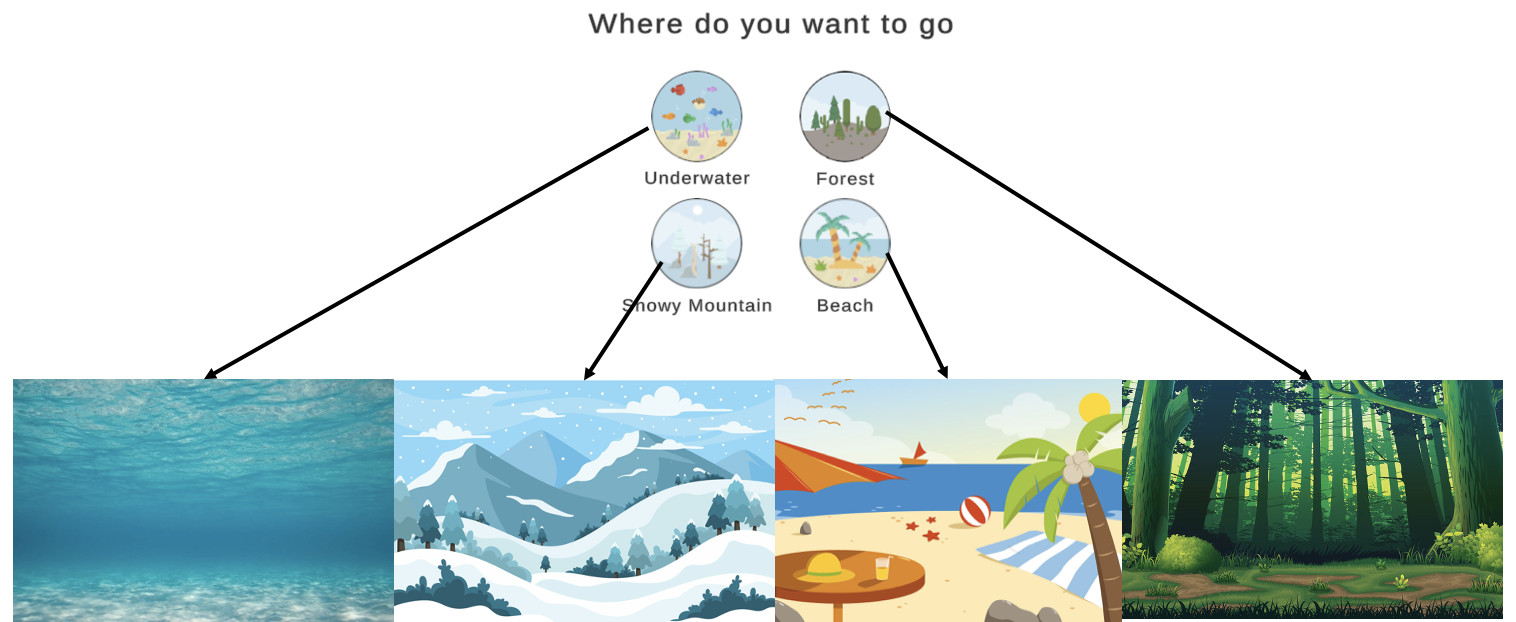 Where do you want to go
Underwater
Forest
Snowy Mountain
Beach